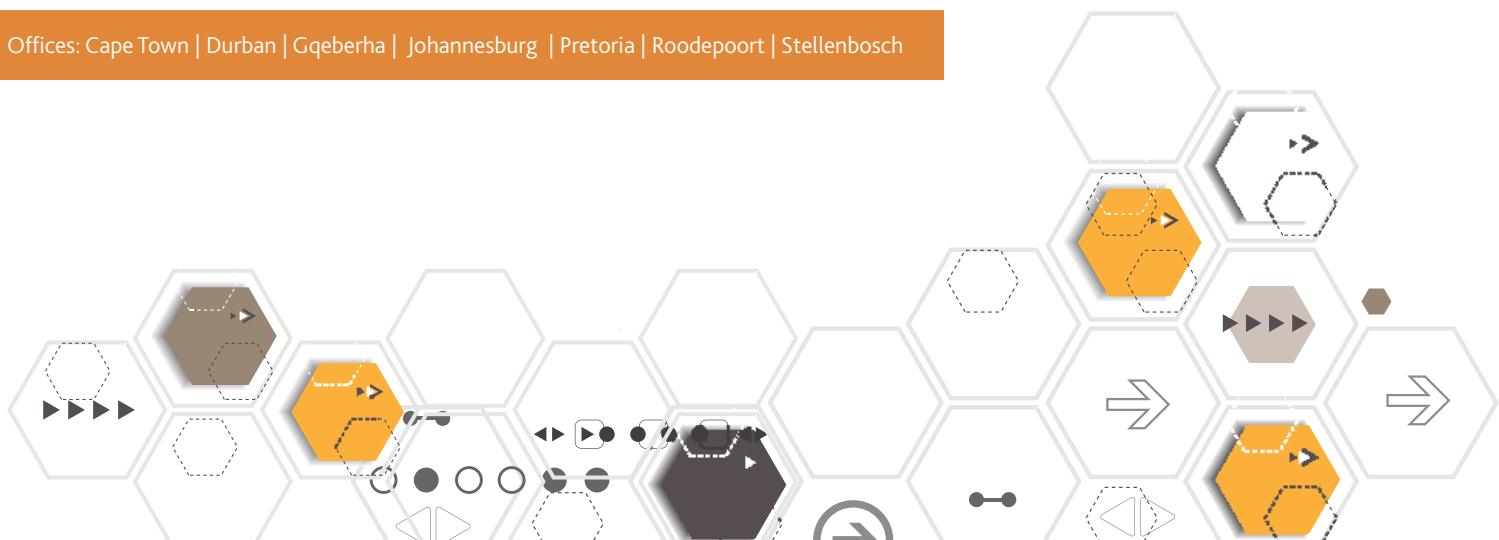 Offices: Cape Town | Durban | Gqeberha | Johannesburg | Pretoria | Roodepoort | Stellenbosch